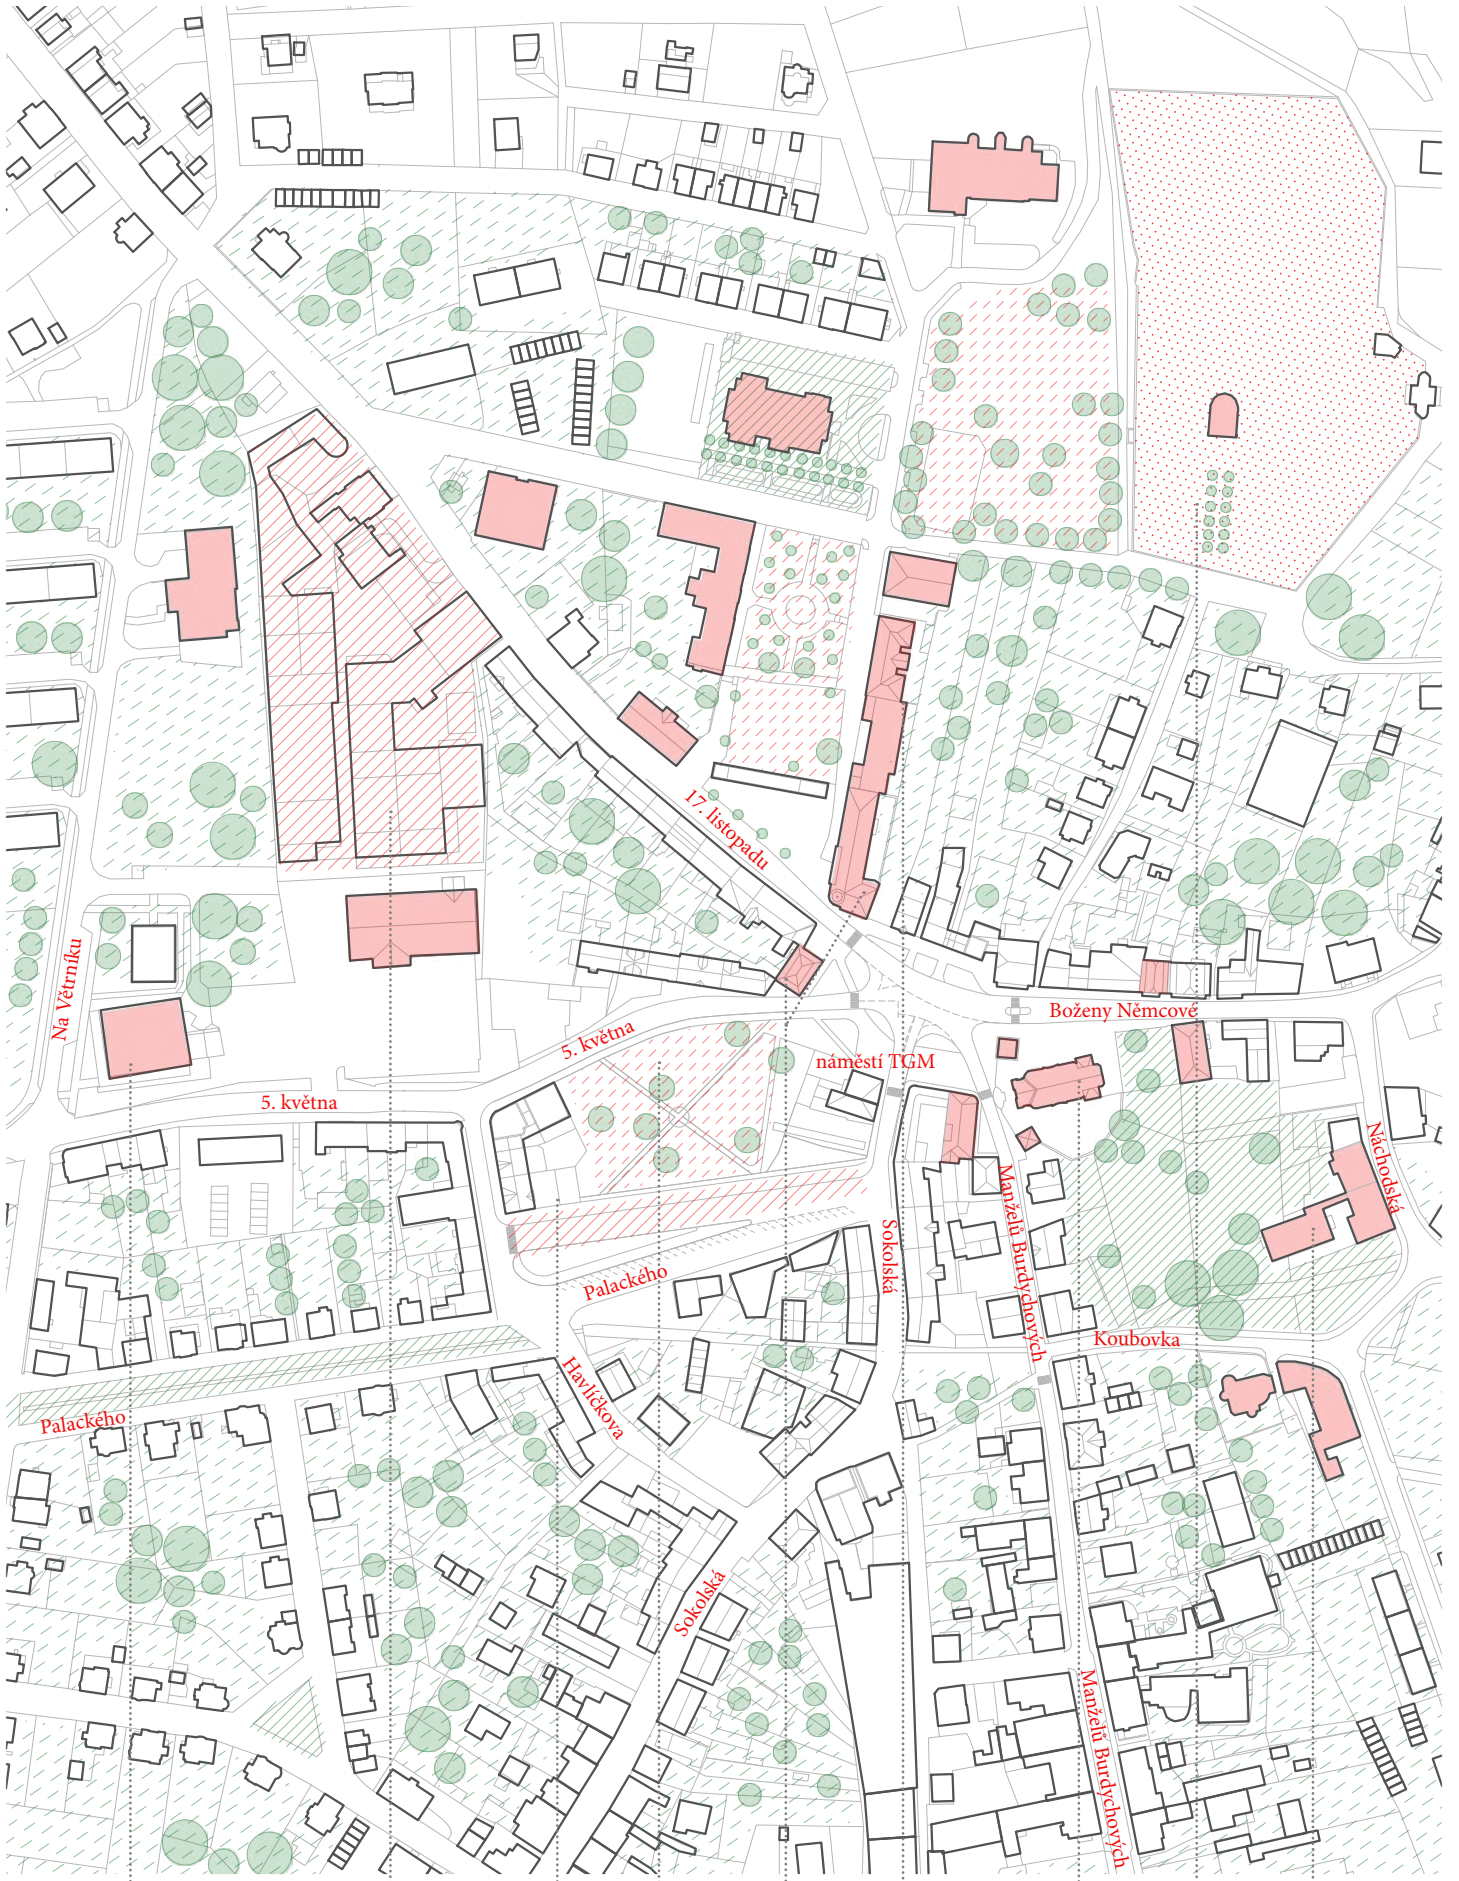 17. listopadu
Na Větrníku
Boženy Němcové
5. května
náměstí TGM
5. května
Náchodská
Manželů Burdychových
Sokolská
Palackého
Koubovka
Havlíčkova
Palackého
Sokolská
Manželů Burdychových